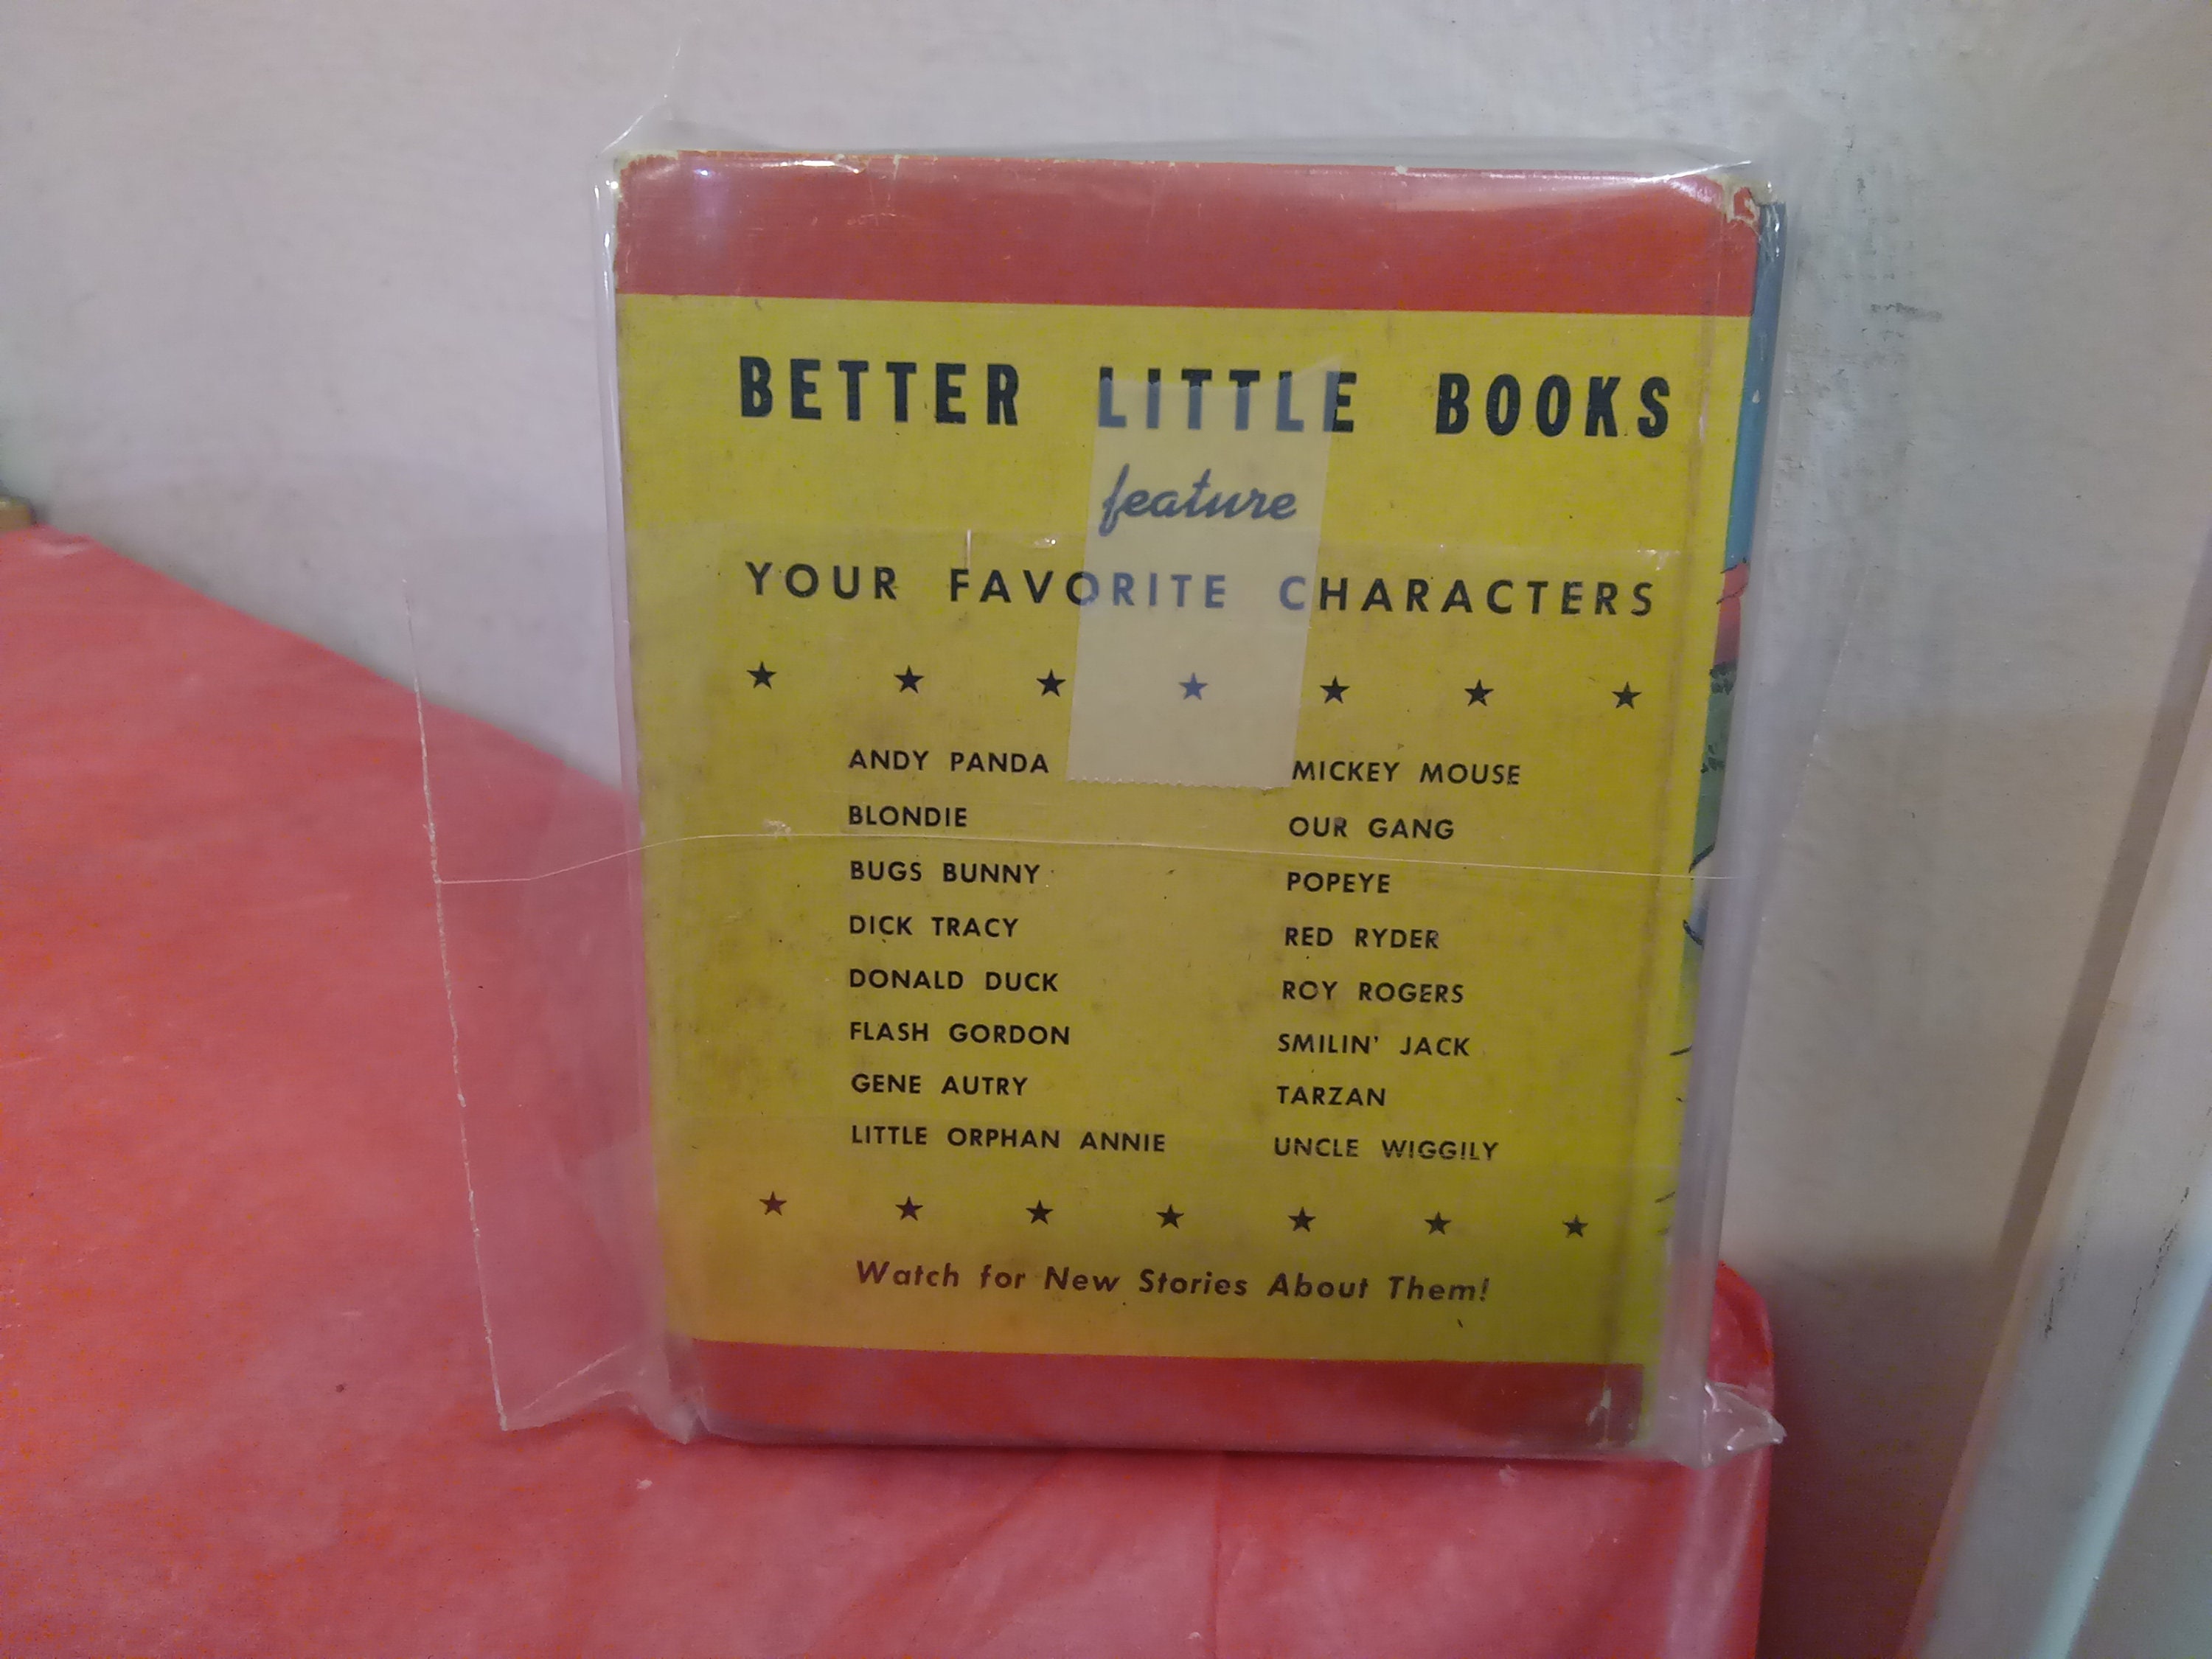 BETTER LITTLE BOOKS
feature
YOUR FAVORITE CHARACTERS
ANDY PANDA
BLONDIE
BUGS BUNNY
DICK TRACY
DONALD DUCK
FLASH GORDON
GENE AUTRY
LITTLE ORPHAN ANNIE
MICKEY MOUSE
OUR GANG
POPEYE
RED RYDER
ROY ROGERS
SMILIN' JACK
TARZAN
UNCLE WIGGILY
Watch for New Stories About Them!